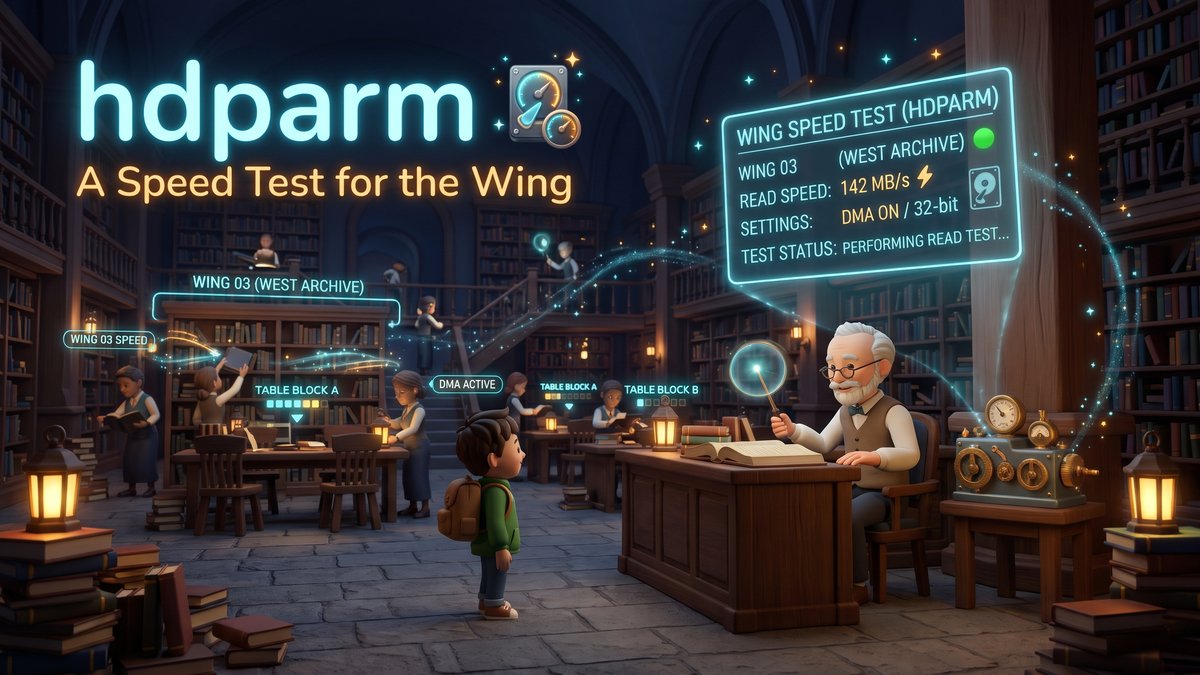 hdparm
A Speed Test for the Wing
WING SPEED TEST (HDPARM)
WING 03 (WEST ARCHIVE)
READ SPEED: 142 MB/s
SETTINGS: DMA ON / 32-bit
TEST STATUS: PERFORMING READ TEST...
WING 03 (WEST ARCHIVE)
WING 03 SPEED
TABLE BLOCK A
DMA ACTIVE
TABLE BLOCK A
TABLE BLOCK B